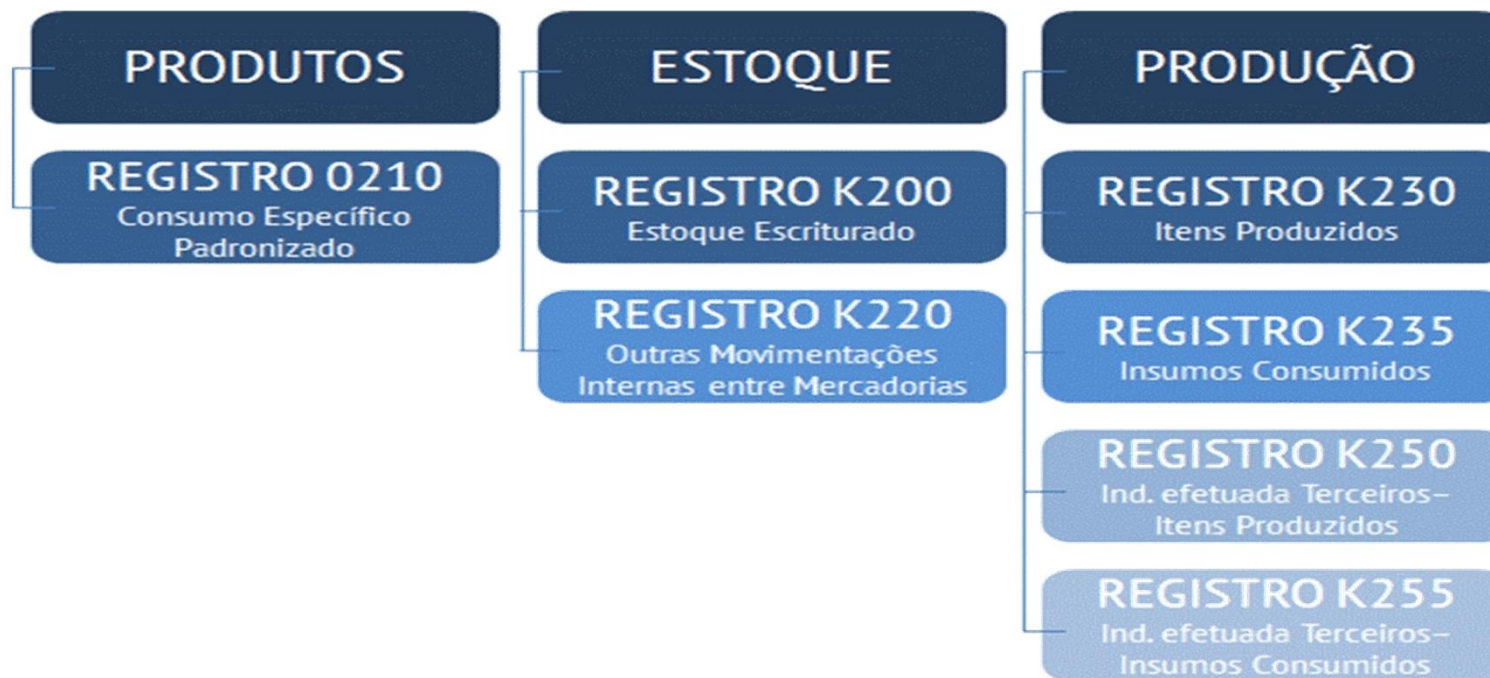 PRODUTOS
REGISTRO 0210
Consumo Específico
Padronizado
ESTOQUE
REGISTRO K200
Estoque Escriturado
REGISTRO K220
Outras Movimentações
Internas entre Mercadorias
PRODUÇÃO
REGISTRO K230
Itens Produzidos
REGISTRO K235
Insumos Consumidos
REGISTRO K250
Ind. efetuada Terceiros–
Itens Produzidos
REGISTRO K255
Ind. efetuada Terceiros–
Insumos Consumidos